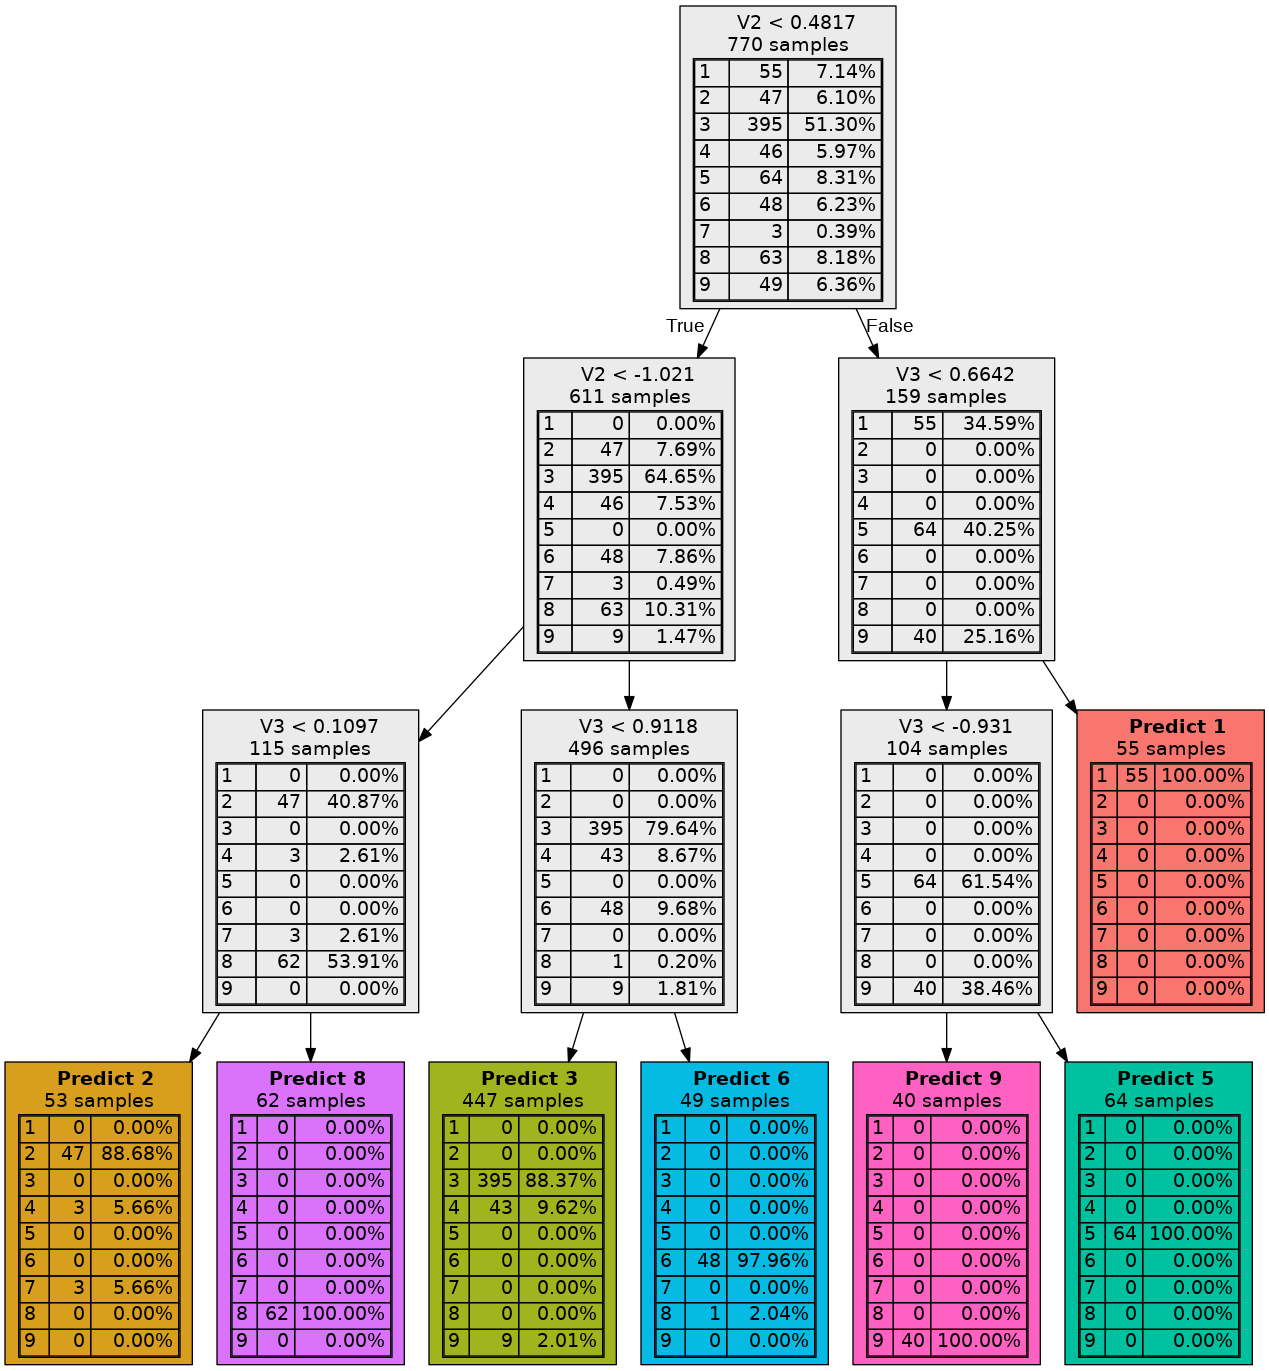 V2 < 0.4817
770 samples
1 55 7.14%
2 47 6.10%
3 395 51.30%
4 46 5.97%
5 64 8.31%
6 48 6.23%
7 3 0.39%
8 63 8.18%
9 49 6.36%
True
False
V2 < -1.021
611 samples
1 0 0.00%
2 47 7.69%
3 395 64.65%
4 46 7.53%
5 0 0.00%
6 48 7.86%
7 3 0.49%
8 63 10.31%
9 9 1.47%
V3 < 0.6642
159 samples
1 55 34.59%
2 0 0.00%
3 0 0.00%
4 0 0.00%
5 64 40.25%
6 0 0.00%
7 0 0.00%
8 0 0.00%
9 40 25.16%
V3 < 0.1097
115 samples
1 0 0.00%
2 47 40.87%
3 0 0.00%
4 3 2.61%
5 0 0.00%
6 0 0.00%
7 3 2.61%
8 62 53.91%
9 0 0.00%
V3 < 0.9118
496 samples
1 0 0.00%
2 0 0.00%
3 395 79.64%
4 43 8.67%
5 0 0.00%
6 48 9.68%
7 0 0.00%
8 1 0.20%
9 9 1.81%
V3 < -0.931
104 samples
1 0 0.00%
2 0 0.00%
3 0 0.00%
4 0 0.00%
5 64 61.54%
6 0 0.00%
7 0 0.00%
8 0 0.00%
9 40 38.46%
Predict 1
55 samples
1 55 100.00%
2 0 0.00%
3 0 0.00%
4 0 0.00%
5 0 0.00%
6 0 0.00%
7 0 0.00%
8 0 0.00%
9 0 0.00%
Predict 2
53 samples
1 0 0.00%
2 47 88.68%
3 0 0.00%
4 3 5.66%
5 0 0.00%
6 0 0.00%
7 3 5.66%
8 0 0.00%
9 0 0.00%
Predict 8
62 samples
1 0 0.00%
2 0 0.00%
3 0 0.00%
4 0 0.00%
5 0 0.00%
6 0 0.00%
7 0 0.00%
8 62 100.00%
9 0 0.00%
Predict 3
447 samples
1 0 0.00%
2 0 0.00%
3 395 88.37%
4 43 9.62%
5 0 0.00%
6 0 0.00%
7 0 0.00%
8 0 0.00%
9 9 2.01%
Predict 6
49 samples
1 0 0.00%
2 0 0.00%
3 0 0.00%
4 0 0.00%
5 0 0.00%
6 48 97.96%
7 0 0.00%
8 1 2.04%
9 0 0.00%
Predict 9
40 samples
1 0 0.00%
2 0 0.00%
3 0 0.00%
4 0 0.00%
5 0 0.00%
6 0 0.00%
7 0 0.00%
8 0 0.00%
9 40 100.00%
Predict 5
64 samples
1 0 0.00%
2 0 0.00%
3 0 0.00%
4 0 0.00%
5 64 100.00%
6 0 0.00%
7 0 0.00%
8 0 0.00%
9 0 0.00%